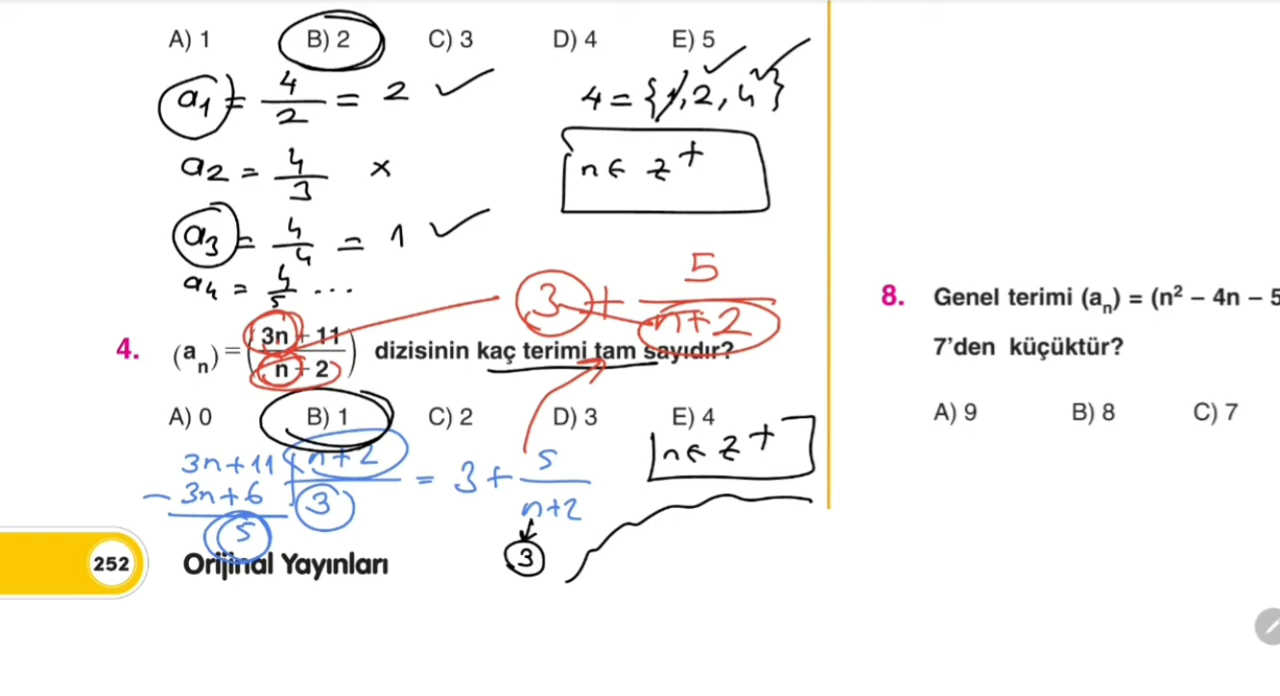 A) 1 B) 2 C) 3 D) 4 E) 5
a₁ = 4/2 = 2 ✓
4 = {1, 2, 4}
a₂ = 4/3 ×
n ∈ Z⁺
a₃ = 4/4 = 1 ✓
a₄ = 4/5 ...
3 + 5/(n+2)
4. (aₙ) = ((3n + 11)/(n + 2)) dizisinin kaç terimi tam sayıdır?
A) 0 B) 1 C) 2 D) 3 E) 4
n ∈ Z⁺
3n+11 | n+2
− 3n+6 | 3
5
= 3 + 5/(n+2)
3
252 Orijinal Yayınları
8. Genel terimi (aₙ) = (n² – 4n – 5
7'den küçüktür?
A) 9 B) 8 C) 7